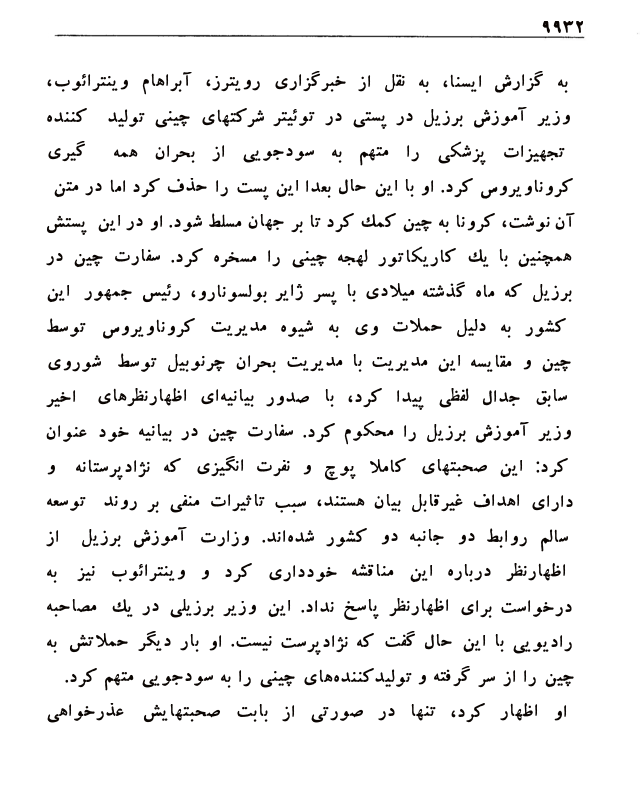 ۹۹۳۲
به گزارش ایسنا، به نقل از خبرگزاری رویترز، آبراهام وینترائوب،
وزیر آموزش برزیل در پستی در توئیتر شرکتهای چینی تولید کننده
تجهیزات پزشکی را متهم به سودجویی از بحران همه گیری
کروناویروس کرد. او با این حال بعدا این پست را حذف کرد اما در متن
آن نوشت، کرونا به چین کمك کرد تا بر جهان مسلط شود. او در این پستش
همچنین با یك کاریکاتور لهجه چینی را مسخره کرد. سفارت چین در
برزیل که ماه گذشته میلادی با پسر ژایر بولسونارو، رئیس جمهور این
کشور به دلیل حملات وی به شیوه مدیریت کروناویروس توسط
چین و مقایسه این مدیریت با مدیریت بحران چرنوبیل توسط شوروی
سابق جدال لفظی پیدا کرد، با صدور بیانیه‌ای اظهارنظرهای اخیر
وزیر آموزش برزیل را محکوم کرد. سفارت چین در بیانیه خود عنوان
کرد: این صحبتهای کاملا پوچ و نفرت انگیزی که نژادپرستانه و
دارای اهداف غیرقابل بیان هستند، سبب تاثیرات منفی بر روند توسعه
سالم روابط دو جانبه دو کشور شده‌اند. وزارت آموزش برزیل از
اظهارنظر درباره این مناقشه خودداری کرد و وینترائوب نیز به
درخواست برای اظهارنظر پاسخ نداد. این وزیر برزیلی در یك مصاحبه
رادیویی با این حال گفت که نژادپرست نیست. او بار دیگر حملاتش به
چین را از سر گرفته و تولیدکننده‌های چینی را به سودجویی متهم کرد.
او اظهار کرد، تنها در صورتی از بابت صحبتهایش عذرخواهی